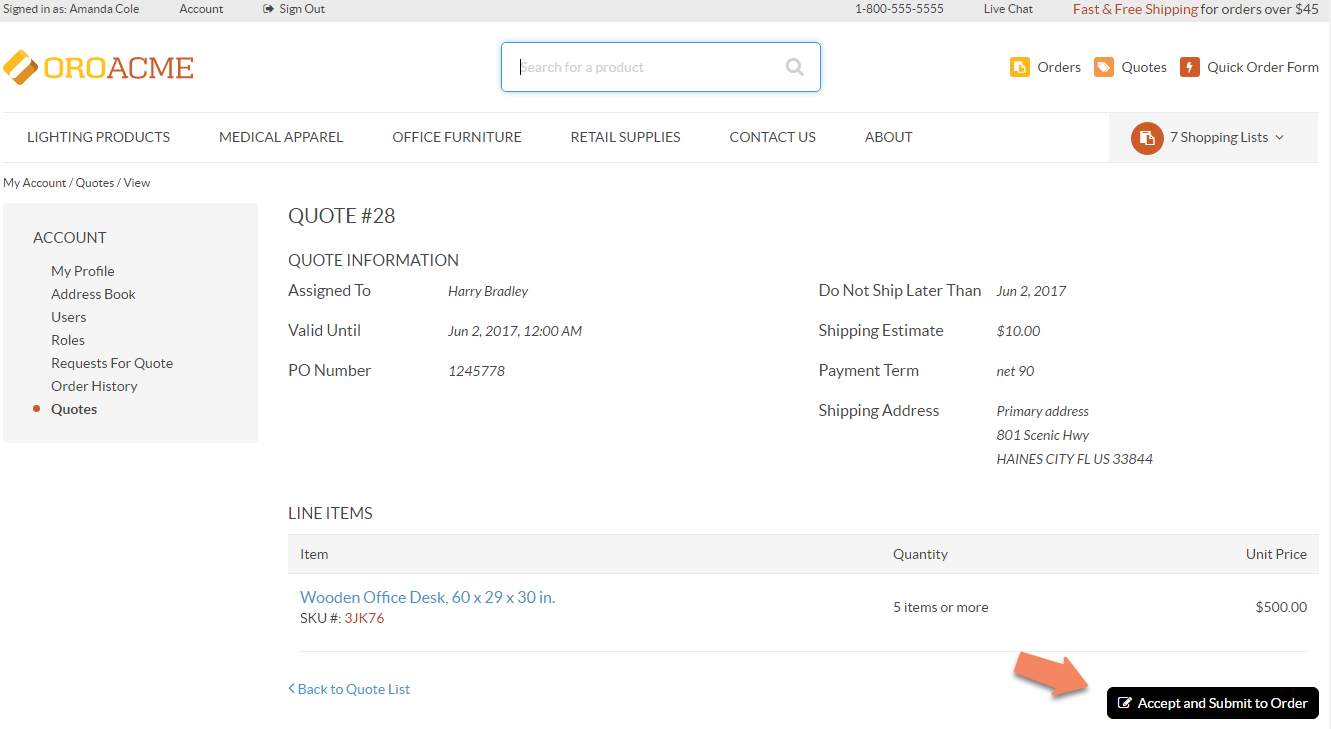 Signed in as: Amanda Cole Account Sign Out 1-800-555-5555 Live Chat Fast & Free Shipping for orders over $45
OROACME Search for a product Orders Quotes Quick Order Form
LIGHTING PRODUCTS MEDICAL APPAREL OFFICE FURNITURE RETAIL SUPPLIES CONTACT US ABOUT 7 Shopping Lists
My Account / Quotes / View
ACCOUNT
My Profile
Address Book
Users
Roles
Requests For Quote
Order History
Quotes
QUOTE #28
QUOTE INFORMATION
Assigned To Harry Bradley
Valid Until Jun 2, 2017, 12:00 AM
PO Number 1245778
Do Not Ship Later Than Jun 2, 2017
Shipping Estimate $10.00
Payment Term net 90
Shipping Address Primary address
801 Scenic Hwy
HAINES CITY FL US 33844
LINE ITEMS
Item Quantity Unit Price
Wooden Office Desk, 60 x 29 x 30 in.
SKU #: 3JK76
5 items or more $500.00
Back to Quote List
Accept and Submit to Order